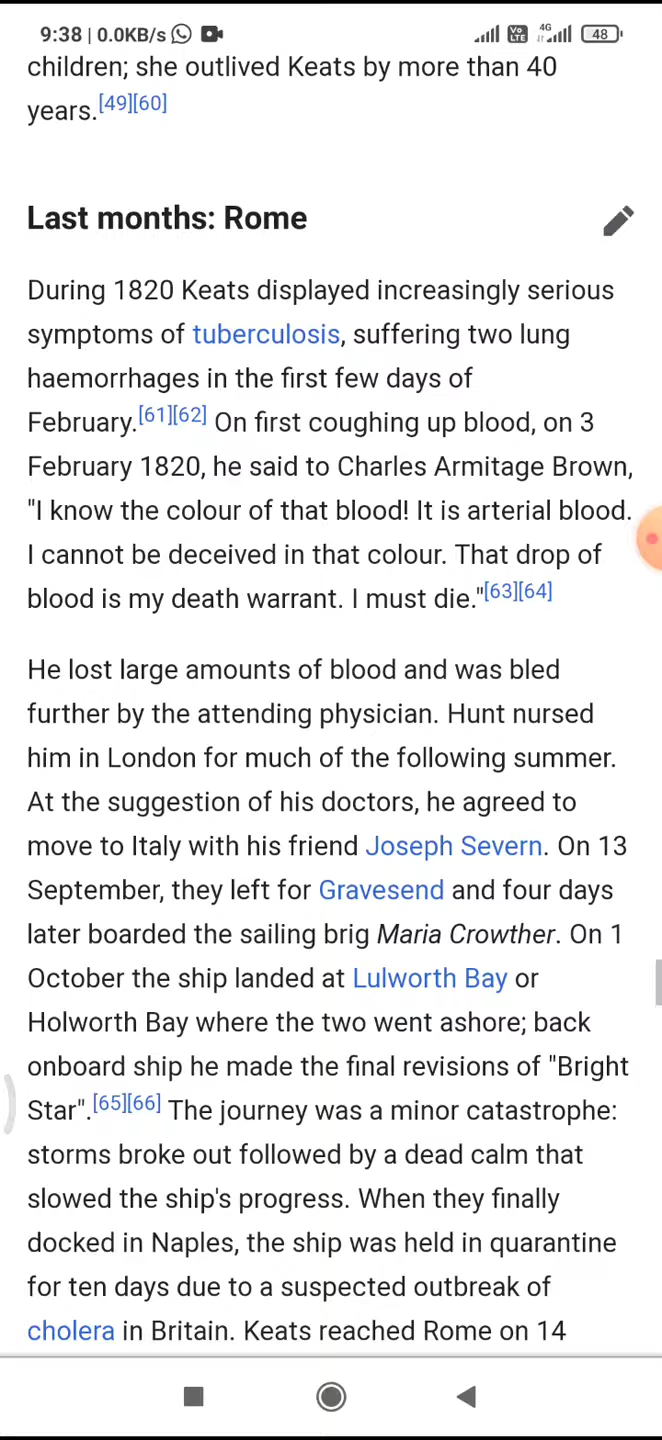 9:38 | 0.0KB/s
Vo LTE 4G 48
children; she outlived Keats by more than 40
years.[49][60]
Last months: Rome
During 1820 Keats displayed increasingly serious
symptoms of tuberculosis, suffering two lung
haemorrhages in the first few days of
February.[61][62] On first coughing up blood, on 3
February 1820, he said to Charles Armitage Brown,
"I know the colour of that blood! It is arterial blood.
I cannot be deceived in that colour. That drop of
blood is my death warrant. I must die."[63][64]
He lost large amounts of blood and was bled
further by the attending physician. Hunt nursed
him in London for much of the following summer.
At the suggestion of his doctors, he agreed to
move to Italy with his friend Joseph Severn. On 13
September, they left for Gravesend and four days
later boarded the sailing brig Maria Crowther. On 1
October the ship landed at Lulworth Bay or
Holworth Bay where the two went ashore; back
onboard ship he made the final revisions of "Bright
Star".[65][66] The journey was a minor catastrophe:
storms broke out followed by a dead calm that
slowed the ship's progress. When they finally
docked in Naples, the ship was held in quarantine
for ten days due to a suspected outbreak of
cholera in Britain. Keats reached Rome on 14